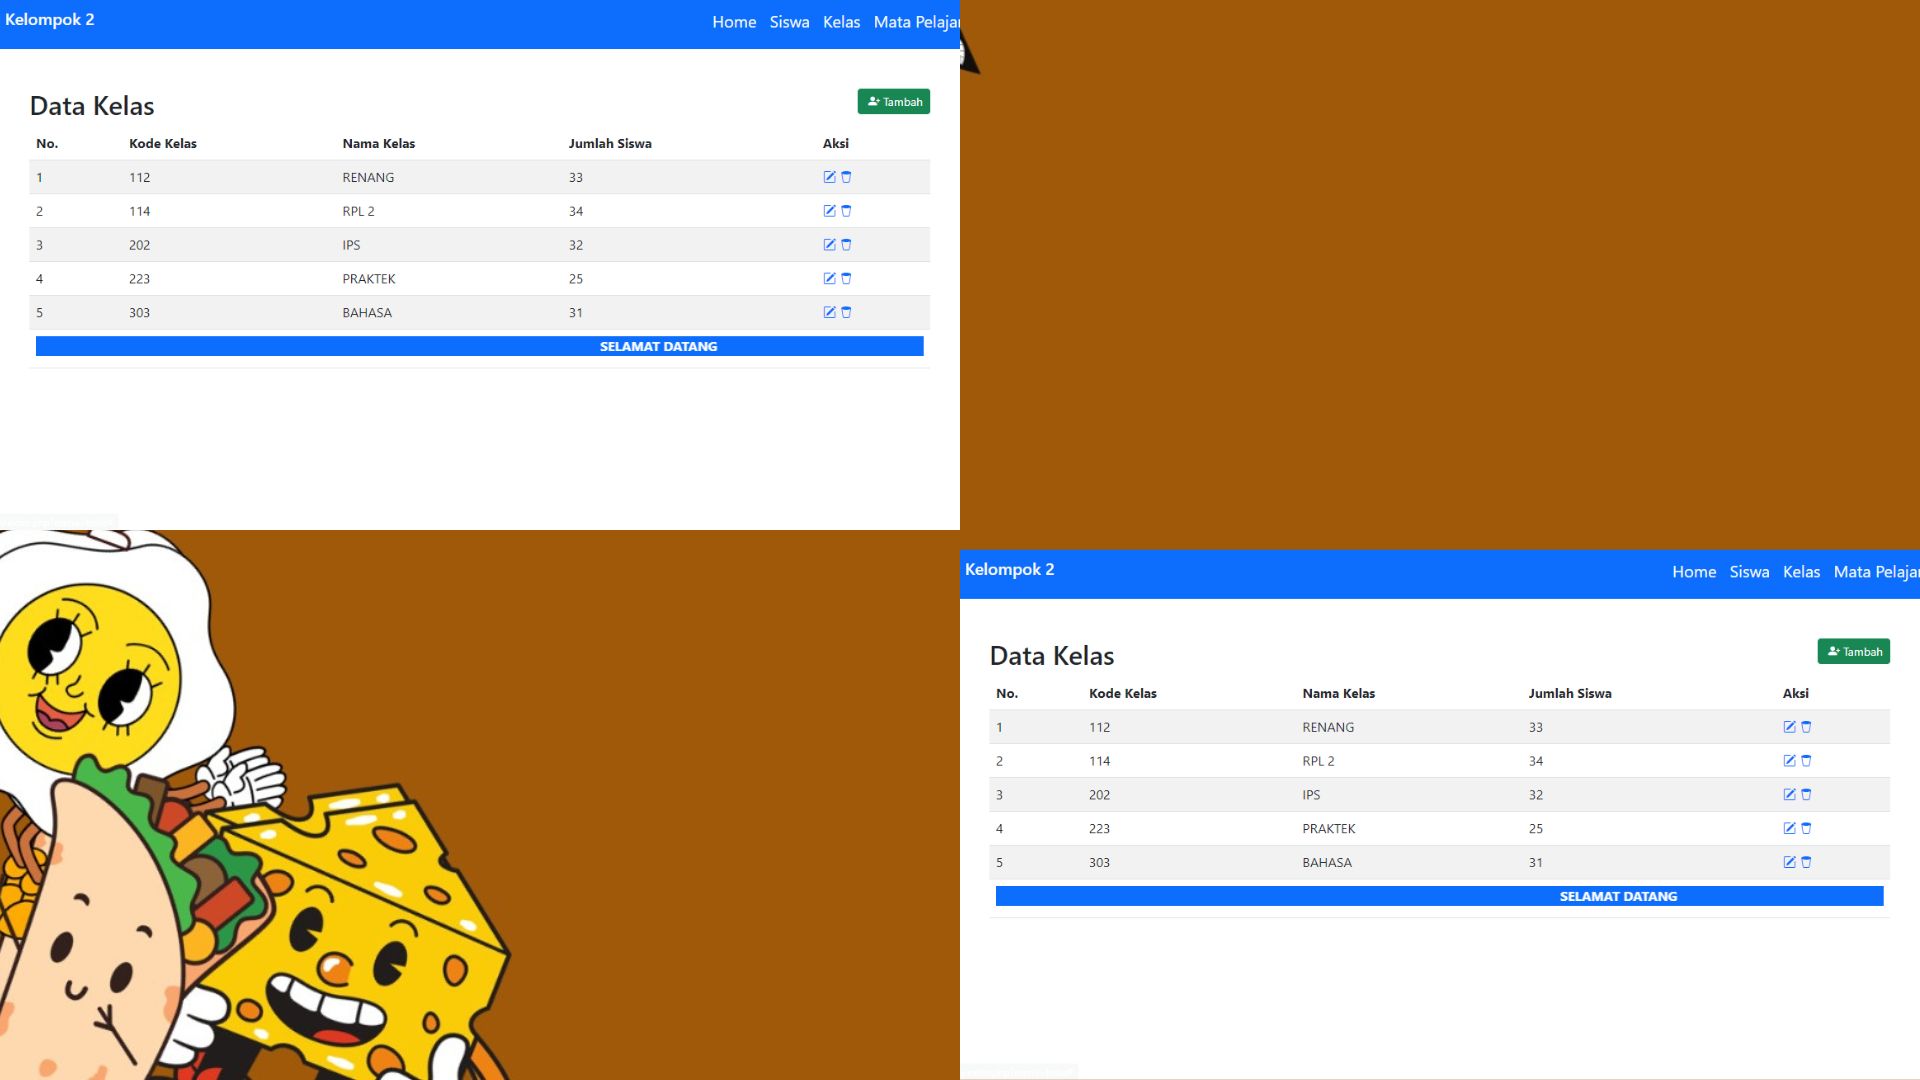 Kelompok 2
Home Siswa Kelas
Data Kelas
Tambah
No. Kode Kelas Nama Kelas Jumlah Siswa Aksi
1 112 RENANG 33
2 114 RPL 2 34
3 202 IPS 32
4 223 PRAKTEK 25
5 303 BAHASA 31
SELAMAT DATANG
Kelompok 2
Home Siswa Kelas
Data Kelas
Tambah
No. Kode Kelas Nama Kelas Jumlah Siswa Aksi
1 112 RENANG 33
2 114 RPL 2 34
3 202 IPS 32
4 223 PRAKTEK 25
5 303 BAHASA 31
SELAMAT DATANG